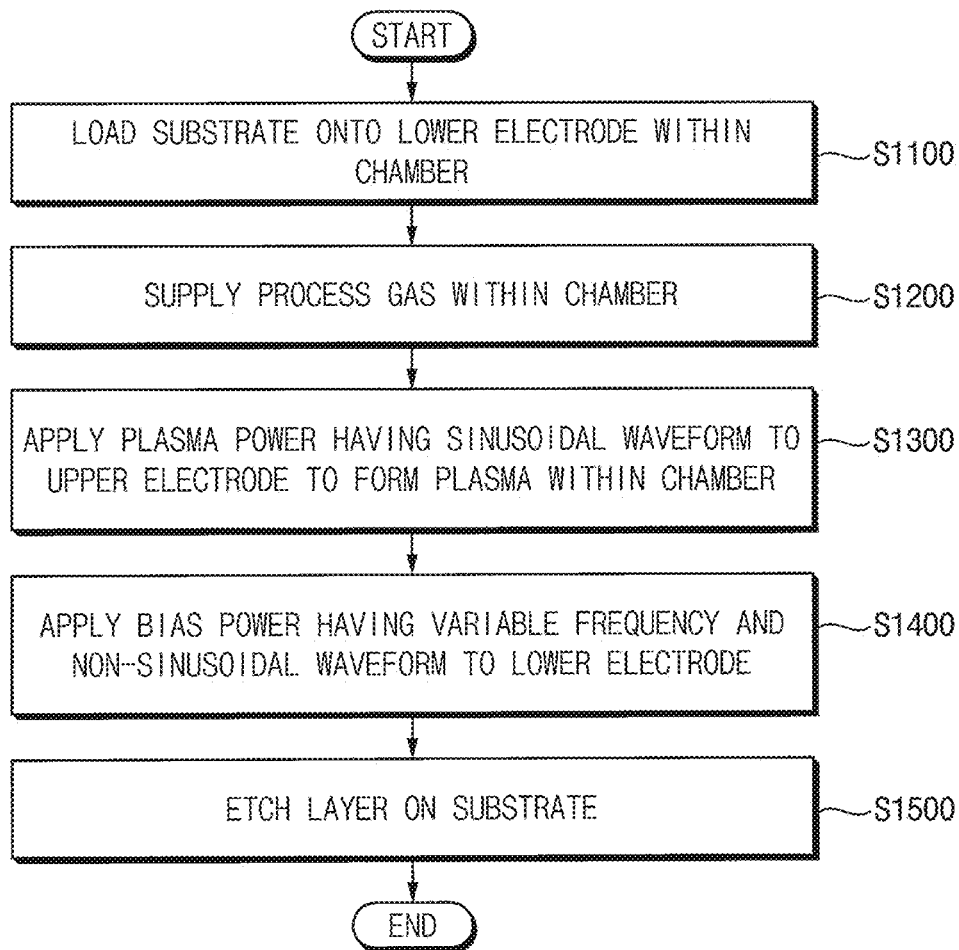 START
LOAD SUBSTRATE ONTO LOWER ELECTRODE WITHIN
CHAMBER
S1100
SUPPLY PROCESS GAS WITHIN CHAMBER
S1200
APPLY PLASMA POWER HAVING SINUSOIDAL WAVEFORM TO
UPPER ELECTRODE TO FORM PLASMA WITHIN CHAMBER
S1300
APPLY BIAS POWER HAVING VARIABLE FREQUENCY AND
NON-SINUSOIDAL WAVEFORM TO LOWER ELECTRODE
S1400
ETCH LAYER ON SUBSTRATE
S1500
END